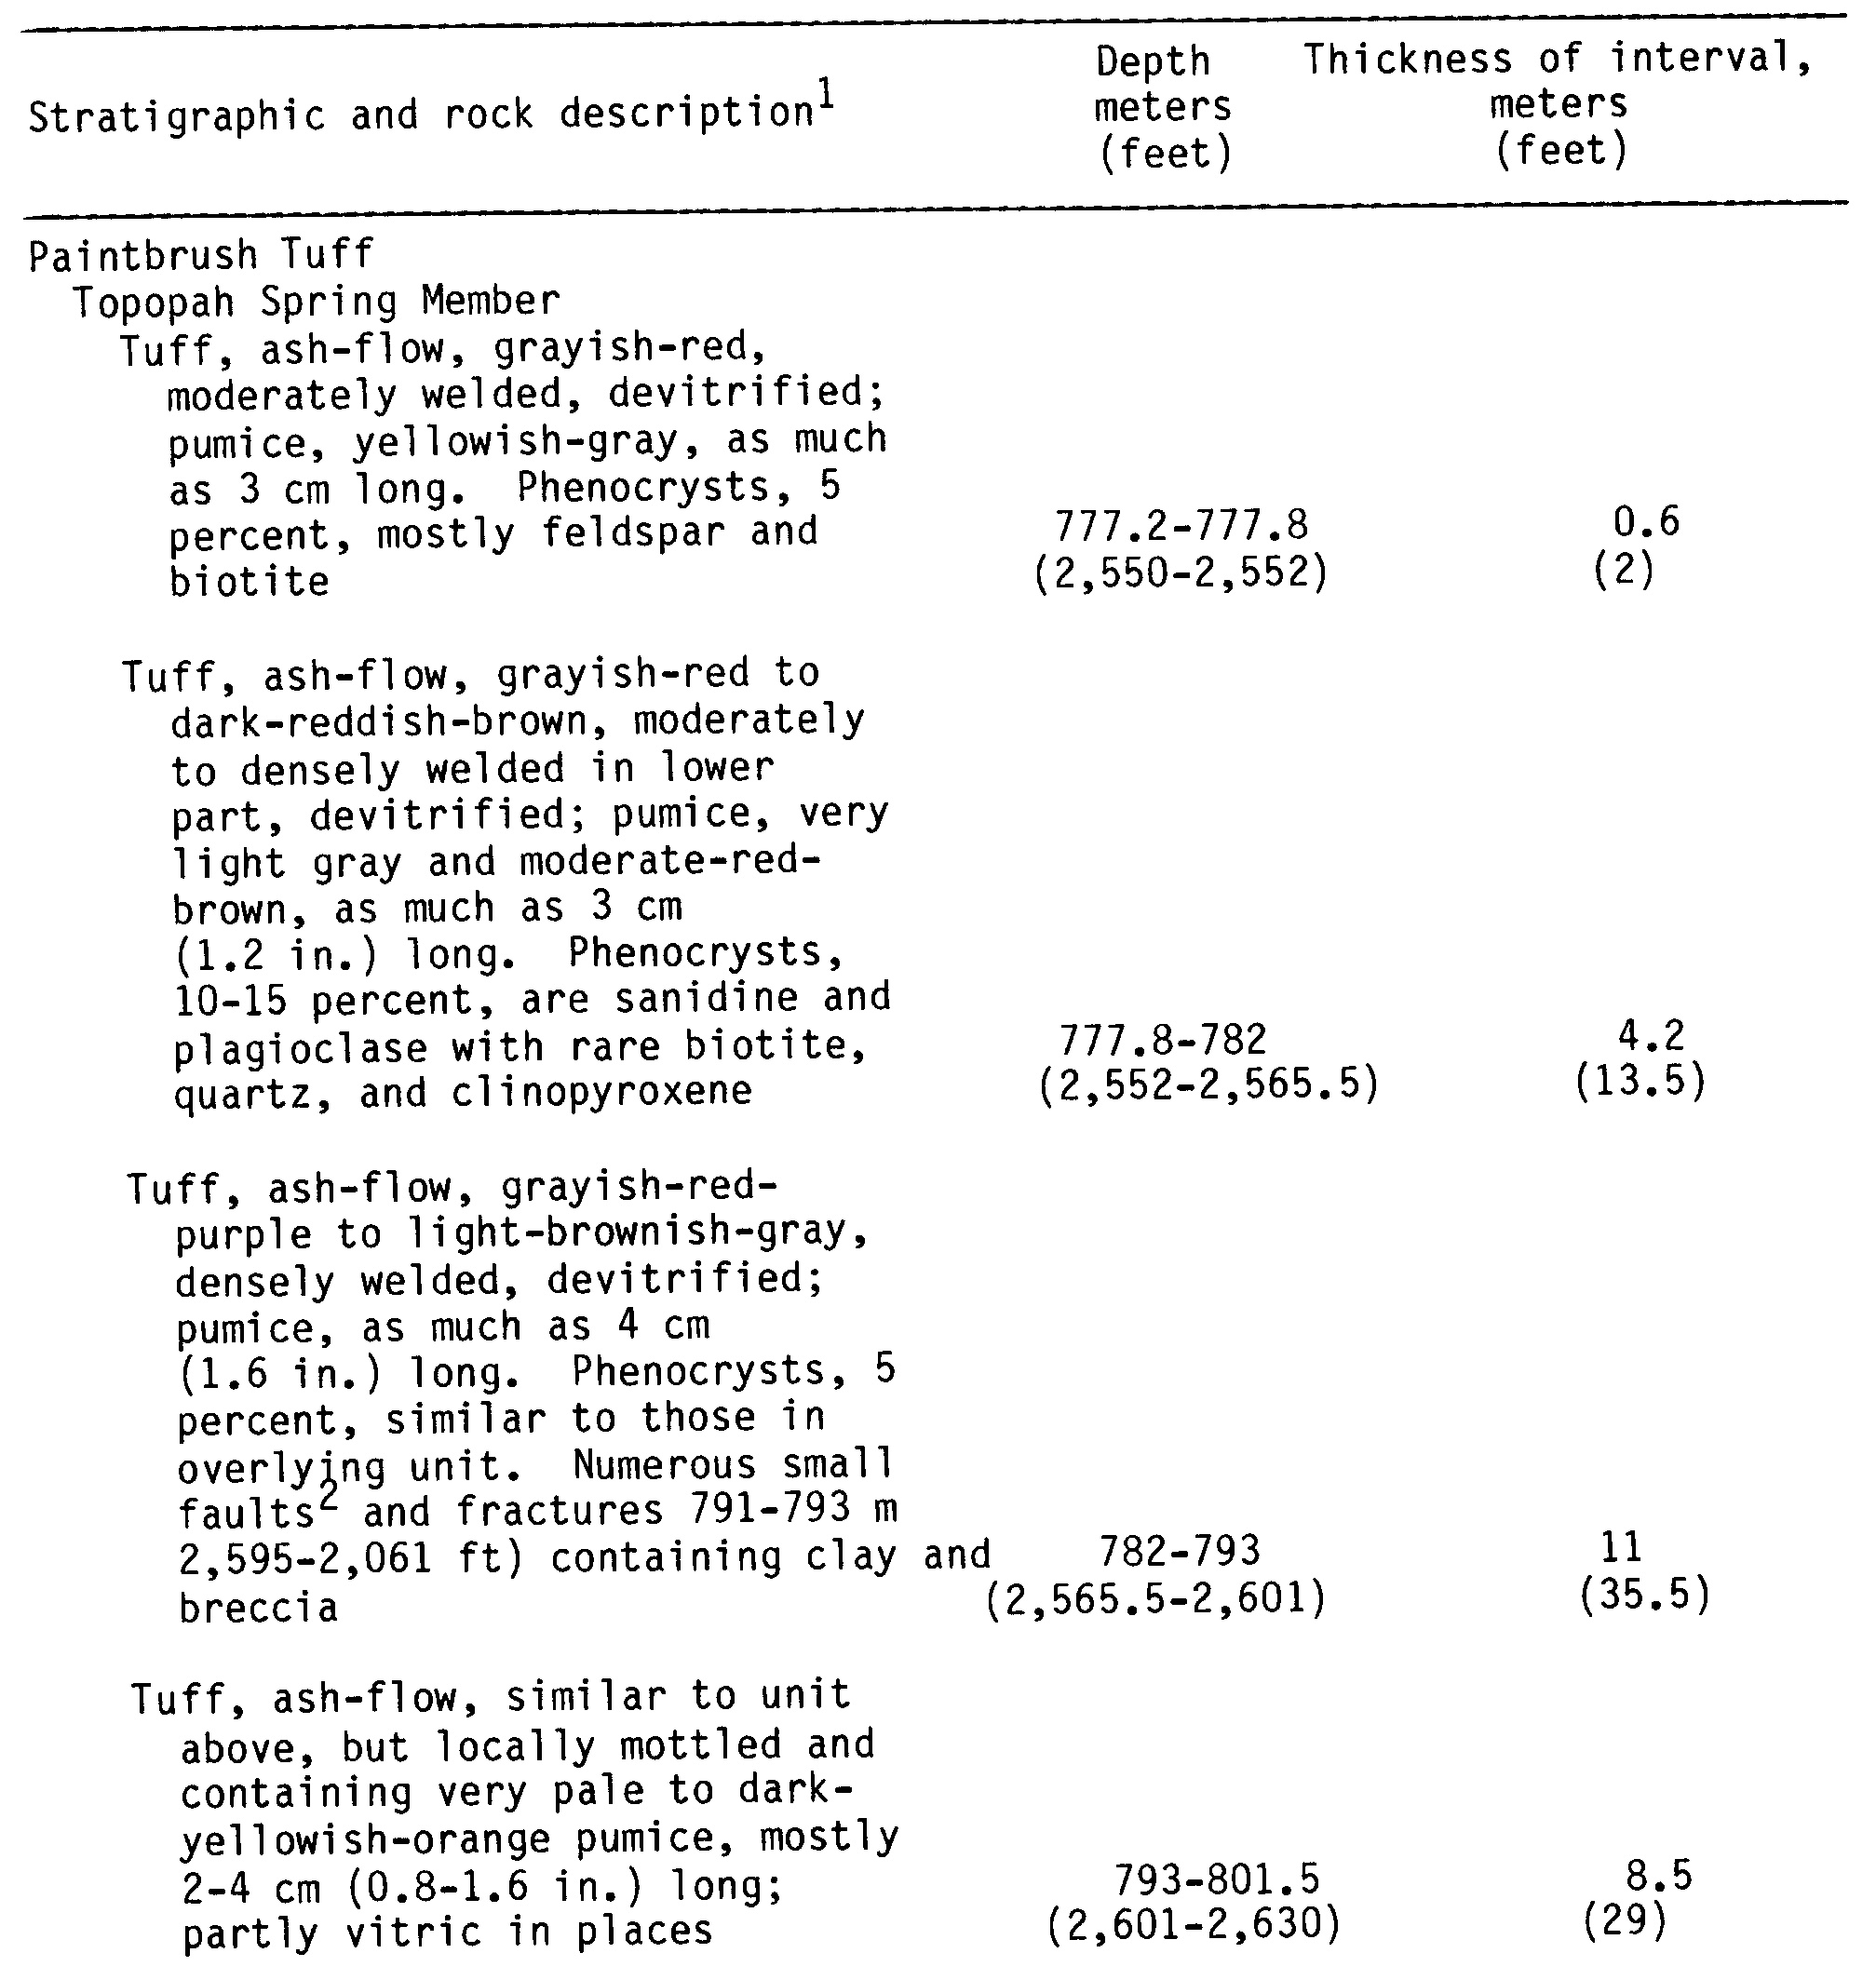 Depth Thickness of interval,
Stratigraphic and rock description1 meters meters
(feet) (feet)
Paintbrush Tuff
Topopah Spring Member
Tuff, ash-flow, grayish-red,
moderately welded, devitrified;
pumice, yellowish-gray, as much
as 3 cm long. Phenocrysts, 5
percent, mostly feldspar and 777.2-777.8 0.6
biotite (2,550-2,552) (2)
Tuff, ash-flow, grayish-red to
dark-reddish-brown, moderately
to densely welded in lower
part, devitrified; pumice, very
light gray and moderate-red-
brown, as much as 3 cm
(1.2 in.) long. Phenocrysts,
10-15 percent, are sanidine and
plagioclase with rare biotite, 777.8-782 4.2
quartz, and clinopyroxene (2,552-2,565.5) (13.5)
Tuff, ash-flow, grayish-red-
purple to light-brownish-gray,
densely welded, devitrified;
pumice, as much as 4 cm
(1.6 in.) long. Phenocrysts, 5
percent, similar to those in
overlying unit. Numerous small
faults2 and fractures 791-793 m
2,595-2,061 ft) containing clay and 782-793 11
breccia (2,565.5-2,601) (35.5)
Tuff, ash-flow, similar to unit
above, but locally mottled and
containing very pale to dark-
yellowish-orange pumice, mostly
2-4 cm (0.8-1.6 in.) long; 793-801.5 8.5
partly vitric in places (2,601-2,630) (29)